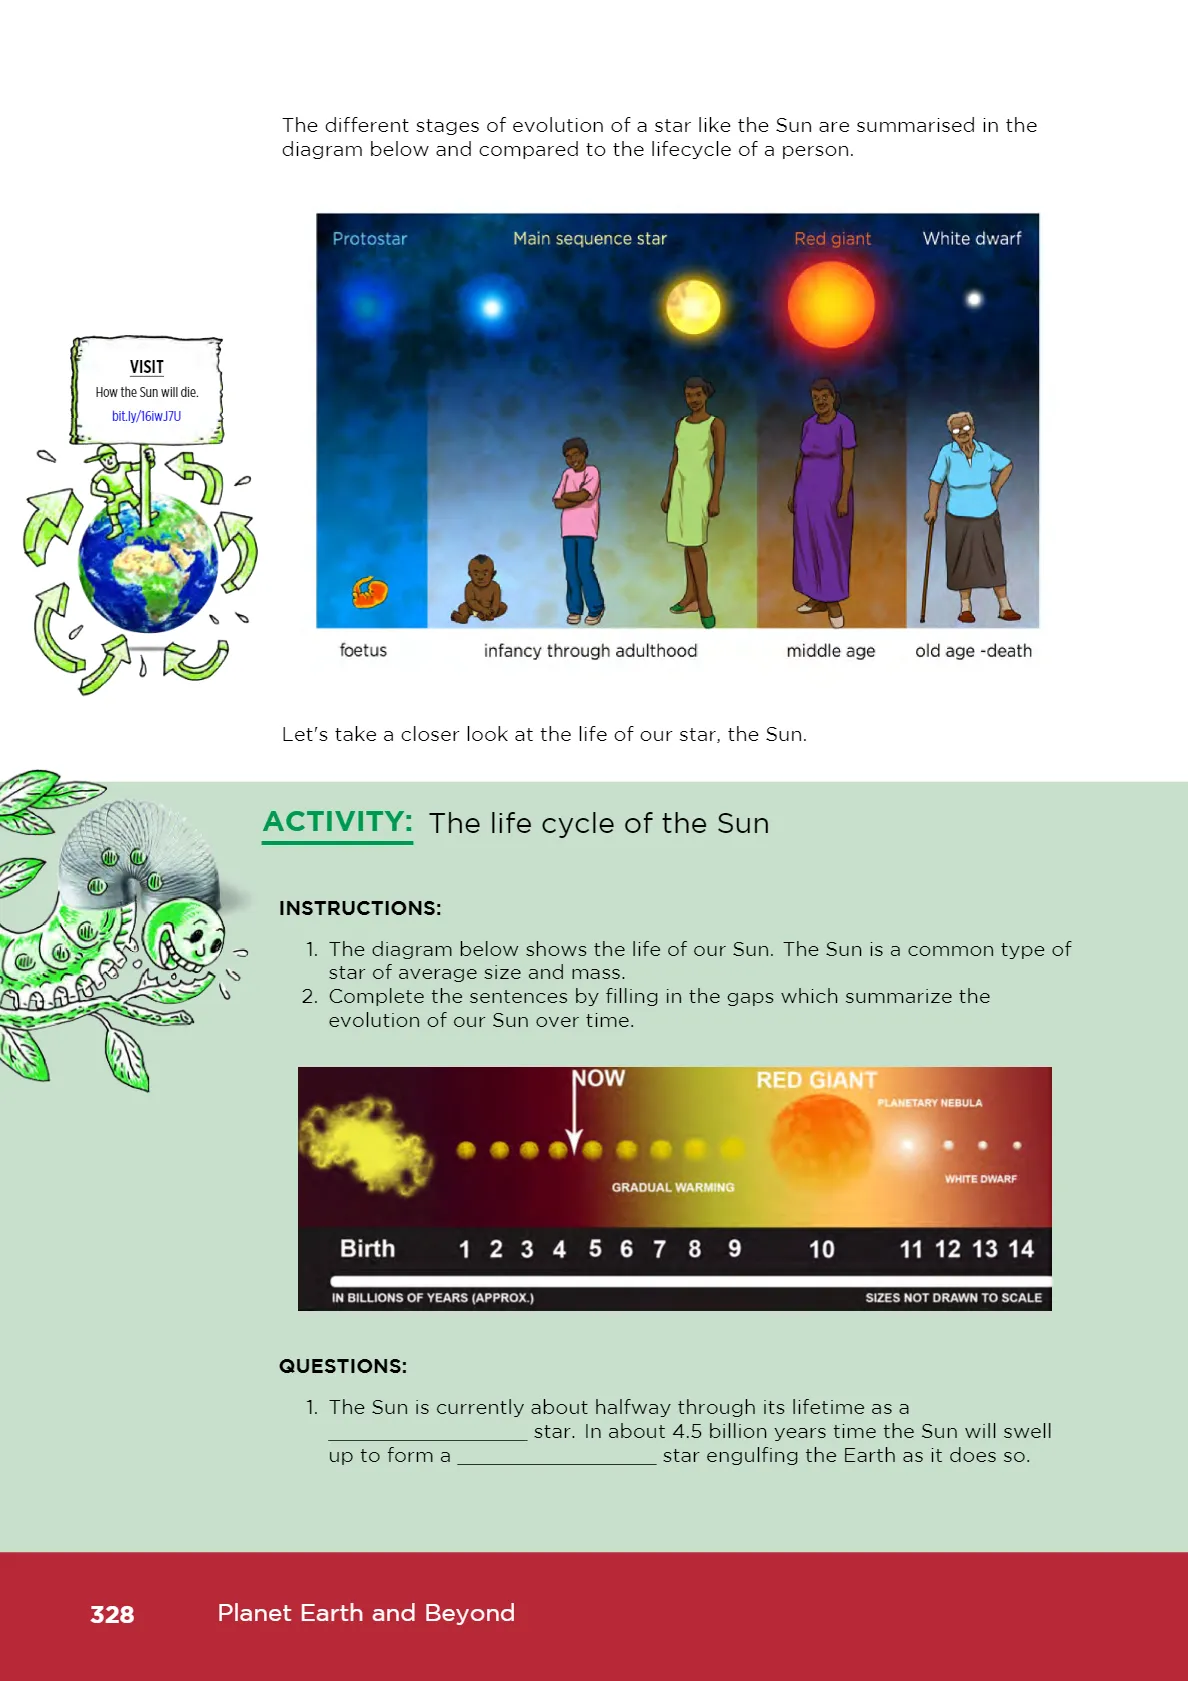 The different stages of evolution of a star like the Sun are summarised in the
diagram below and compared to the lifecycle of a person.
Protostar
Main sequence star
Red giant
White dwarf
foetus
infancy through adulthood
middle age
old age -death
VISIT
How the Sun will die.
bit.ly/16iwJ7U
Let's take a closer look at the life of our star, the Sun.
ACTIVITY: The life cycle of the Sun
INSTRUCTIONS:
1. The diagram below shows the life of our Sun. The Sun is a common type of
star of average size and mass.
2. Complete the sentences by filling in the gaps which summarize the
evolution of our Sun over time.
NOW
RED GIANT
PLANETARY NEBULA
GRADUAL WARMING
WHITE DWARF
Birth 1 2 3 4 5 6 7 8 9 10 11 12 13 14
IN BILLIONS OF YEARS (APPROX.)
SIZES NOT DRAWN TO SCALE
QUESTIONS:
1. The Sun is currently about halfway through its lifetime as a
__________________ star. In about 4.5 billion years time the Sun will swell
up to form a __________________ star engulfing the Earth as it does so.
328 Planet Earth and Beyond